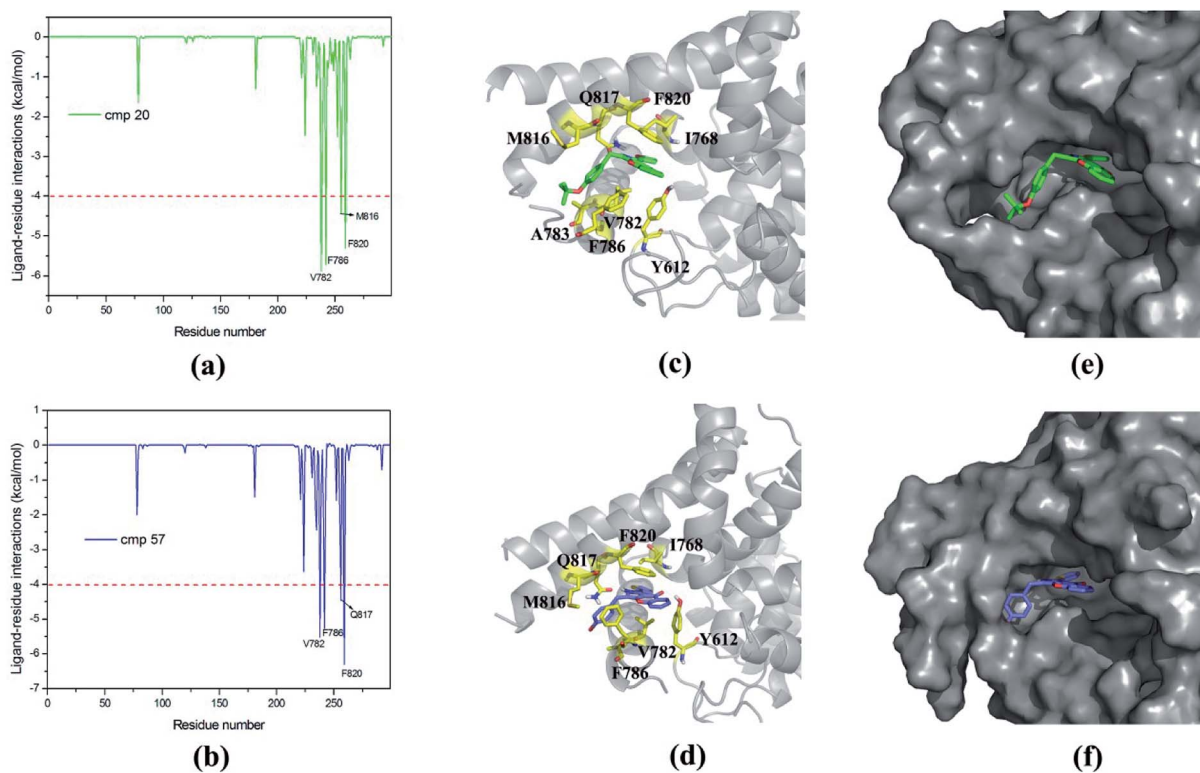 0
-1
-2
-3
-4
-5
-6
Ligand-residue interactions (kcal/mol)
cmp 20
M816
F820
F786
V782
0 50 100 150 200 250
Residue number
(a)
Q817 F820
M816 I768
V782
A783
F786
Y612
(c)
(e)
1
0
-1
-2
-3
-4
-5
-6
-7
Ligand-residue interactions (kcal/mol)
cmp 57
Q817
F786
V782
F820
0 50 100 150 200 250
Residue number
(b)
F820 I768
Q817
M816
V782 Y612
F786
(d)
(f)